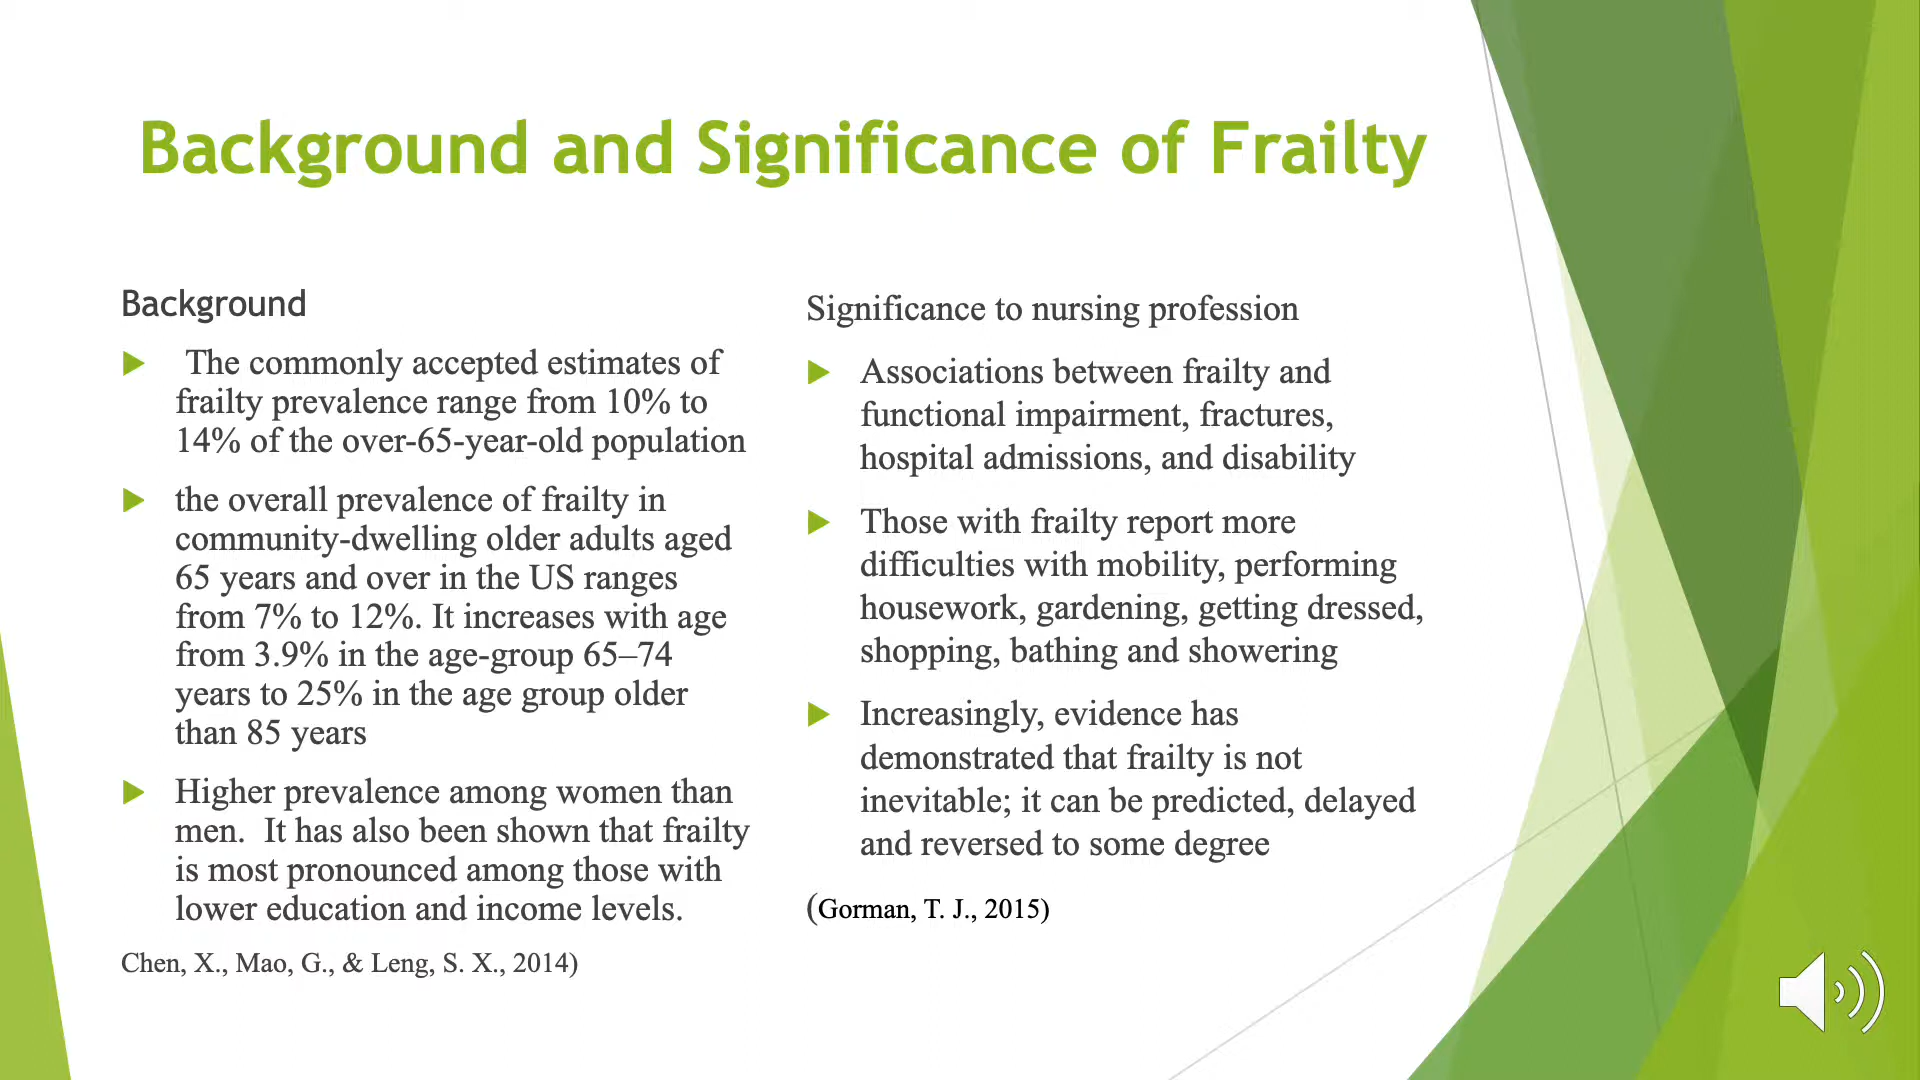 Background and Significance of Frailty
Background
The commonly accepted estimates of
frailty prevalence range from 10% to
14% of the over-65-year-old population
the overall prevalence of frailty in
community-dwelling older adults aged
65 years and over in the US ranges
from 7% to 12%. It increases with age
from 3.9% in the age-group 65–74
years to 25% in the age group older
than 85 years
Higher prevalence among women than
men.  It has also been shown that frailty
is most pronounced among those with
lower education and income levels.
Chen, X., Mao, G., & Leng, S. X., 2014)
Significance to nursing profession
Associations between frailty and
functional impairment, fractures,
hospital admissions, and disability
Those with frailty report more
difficulties with mobility, performing
housework, gardening, getting dressed,
shopping, bathing and showering
Increasingly, evidence has
demonstrated that frailty is not
inevitable; it can be predicted, delayed
and reversed to some degree
(Gorman, T. J., 2015)